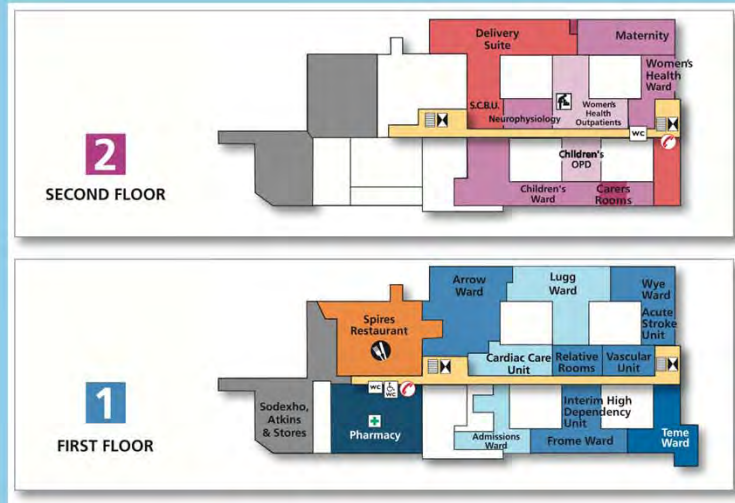 2
SECOND FLOOR
Delivery
Suite
Maternity
Women's
Health
Ward
S.C.B.U.
Neurophysiology
Women's
Health
Outpatients
WC
Children's
OPD
Children's
Ward
Carers
Rooms
1
FIRST FLOOR
Arrow
Ward
Lugg
Ward
Wye
Ward
Acute
Stroke
Unit
Spires
Restaurant
Cardiac Care
Unit
Relative
Rooms
Vascular
Unit
WC
WC
Sodexho,
Atkins
& Stores
Pharmacy
Admissions
Ward
Interim High
Dependency
Unit
Frome Ward
Teme
Ward